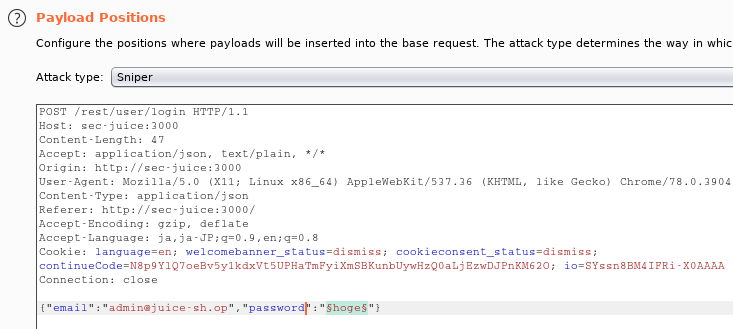 ?
Payload Positions
Configure the positions where payloads will be inserted into the base request. The attack type determines the way in whic
Attack type: Sniper
POST /rest/user/login HTTP/1.1
Host: sec-juice:3000
Content-Length: 47
Accept: application/json, text/plain, */*
Origin: http://sec-juice:3000
User-Agent: Mozilla/5.0 (X11; Linux x86_64) AppleWebKit/537.36 (KHTML, like Gecko) Chrome/78.0.3904
Content-Type: application/json
Referer: http://sec-juice:3000/
Accept-Encoding: gzip, deflate
Accept-Language: ja,ja-JP;q=0.9,en;q=0.8
Cookie: language=en; welcomebanner_status=dismiss; cookieconsent_status=dismiss;
continueCode=N8p9YlQ7oeBv5y1kdxVt5UPHaTmFyiXmSBKunbUywHzQ0aLjEzwDJPnKM62O; io=SYssn8BM4IFRi-X0AAAA
Connection: close
{"email":"admin@juice-sh.op","password":"§hoge§"}